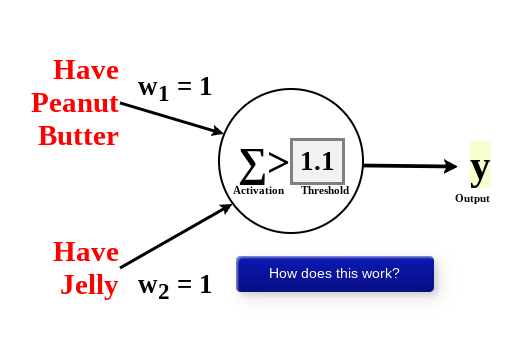 Have
Peanut
Butter
w1 = 1
∑> 1.1
Activation Threshold
y
Output
Have
Jelly
w2 = 1
How does this work?